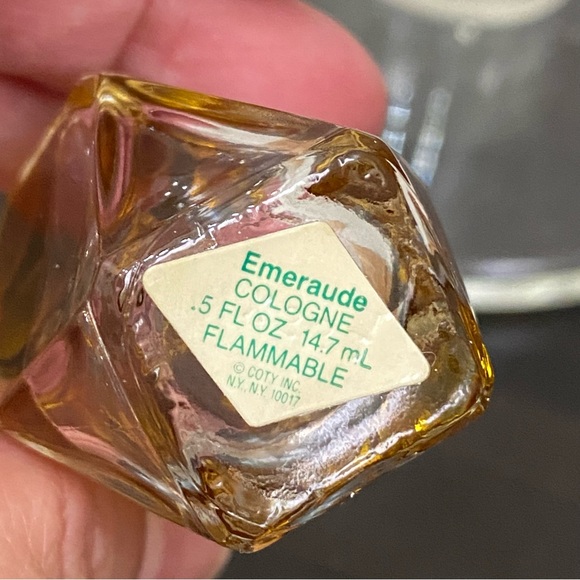 Emeraude
COLOGNE
.5 FL OZ 14.7 mL
FLAMMABLE
© COTY INC.
N.Y. N.Y. 10017